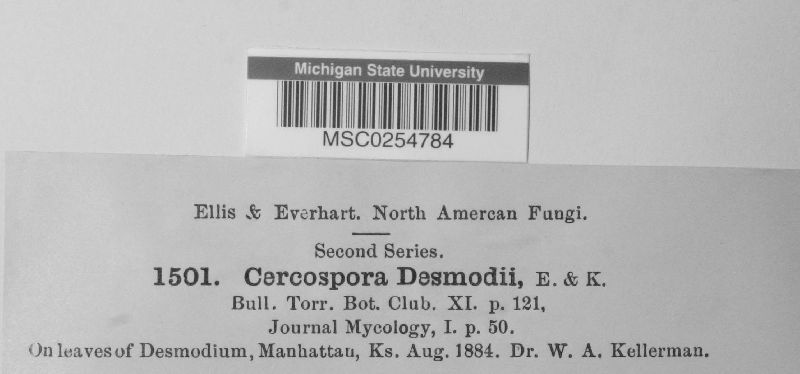 Michigan State University
MSC0254784
Ellis & Everhart. North Amercan Fungi.
Second Series.
1501. Cercospora Desmodii, E. & K.
Bull. Torr. Bot. Club. XI. p. 121,
Journal Mycology, I. p. 50.
On leaves of Desmodium, Manhattan, Ks. Aug. 1884. Dr. W. A. Kellerman.